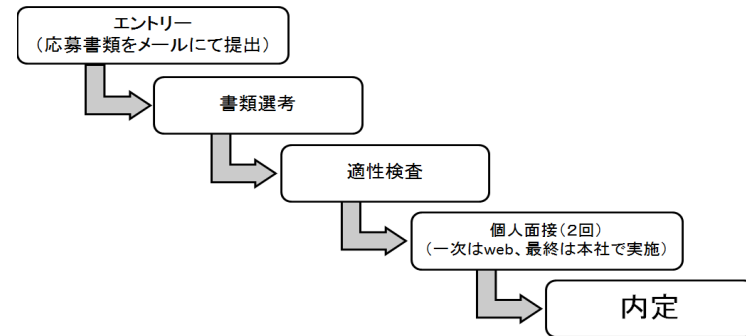 エントリー
（応募書類をメールにて提出）
書類選考
適性検査
個人面接（２回）
（一次はweb、最終は本社で実施）
内定